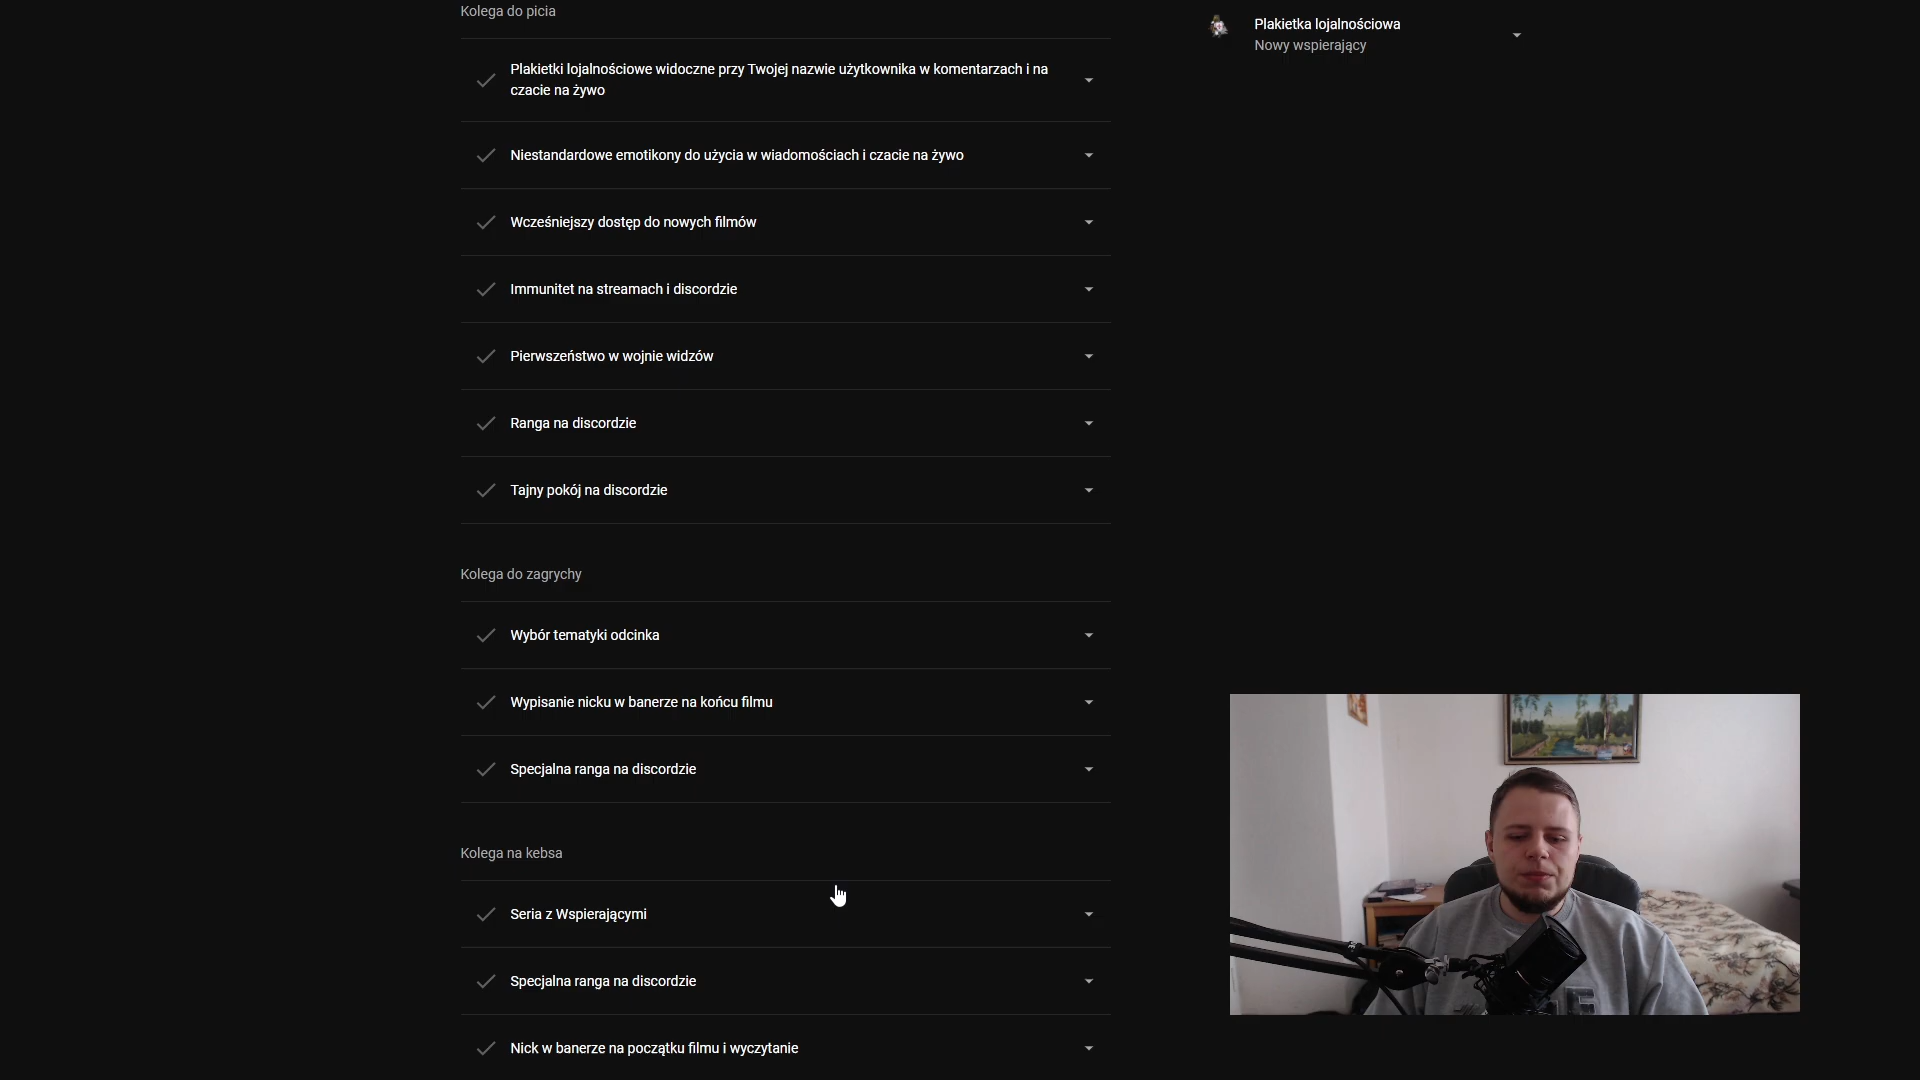 Kolega do picia
Plakietki lojalnościowe widoczne przy Twojej nazwie użytkownika w komentarzach i na
czacie na żywo
Niestandardowe emotikony do użycia w wiadomościach i czacie na żywo
Wcześniejszy dostęp do nowych filmów
Immunitet na streamach i discordzie
Pierwszeństwo w wojnie widzów
Ranga na discordzie
Tajny pokój na discordzie
Kolega do zagrychy
Wybór tematyki odcinka
Wypisanie nicku w banerze na końcu filmu
Specjalna ranga na discordzie
Kolega na kebsa
Seria z Wspierającymi
Specjalna ranga na discordzie
Nick w banerze na początku filmu i wyczytanie
Plakietka lojalnościowa
Nowy wspierający